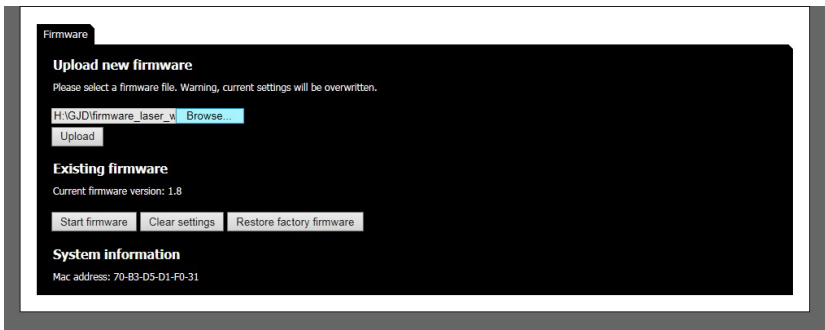 Firmware
Upload new firmware
Please select a firmware file. Warning, current settings will be overwritten.
H:\GJD\firmware_laser_w Browse...
Upload
Existing firmware
Current firmware version: 1.8
Start firmware Clear settings Restore factory firmware
System information
Mac address: 70-B3-D5-D1-F0-31